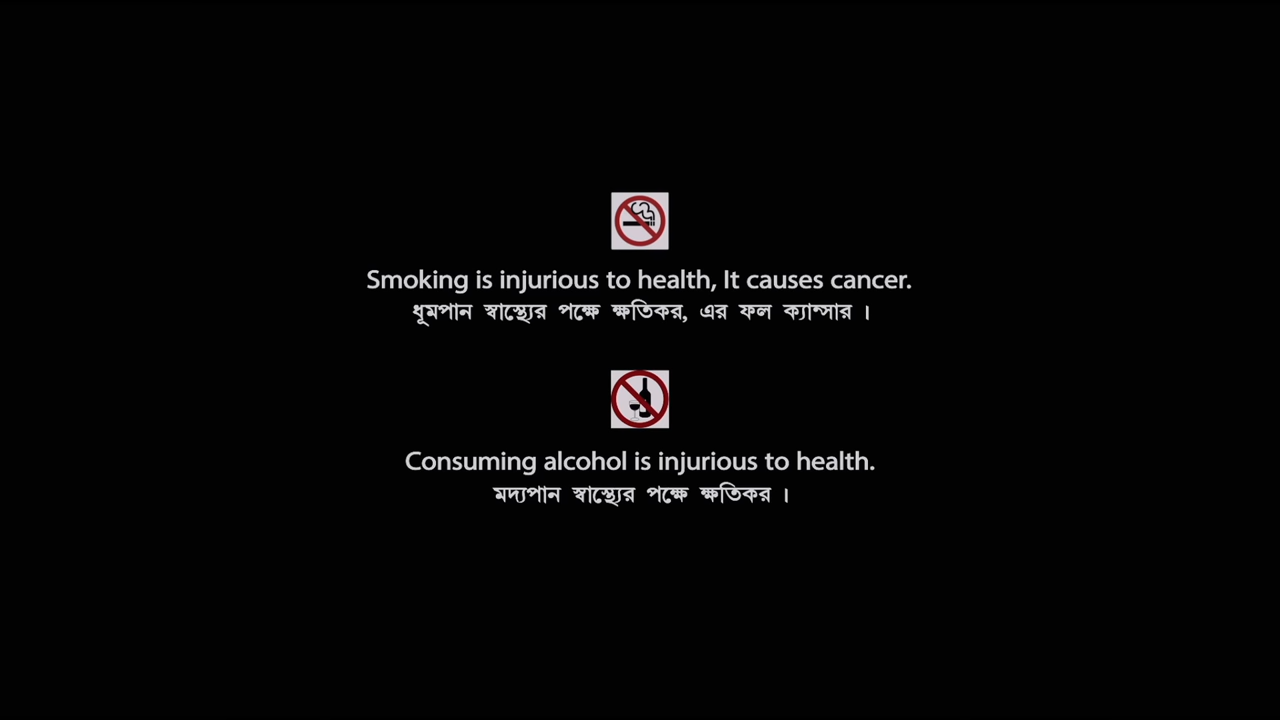 Smoking is injurious to health, It causes cancer.
ধূমপান স্বাস্থ্যের পক্ষে ক্ষতিকর, এর ফল ক্যান্সার ।
Consuming alcohol is injurious to health.
মদ্যপান স্বাস্থ্যের পক্ষে ক্ষতিকর ।